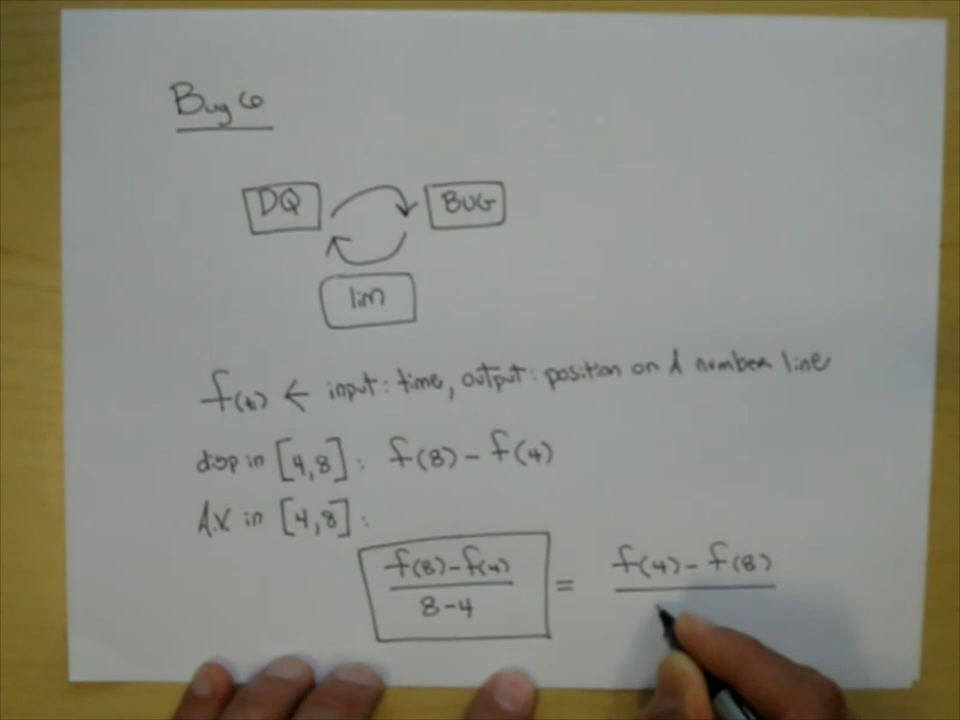 Bug 6
DQ BUG
lim
f(t) ← input: time, output: position on A number line
disp in [4,8]: f(8) - f(4)
A.V. in [4,8]:
f(8)-f(4) / 8-4 = f(4) - f(8)